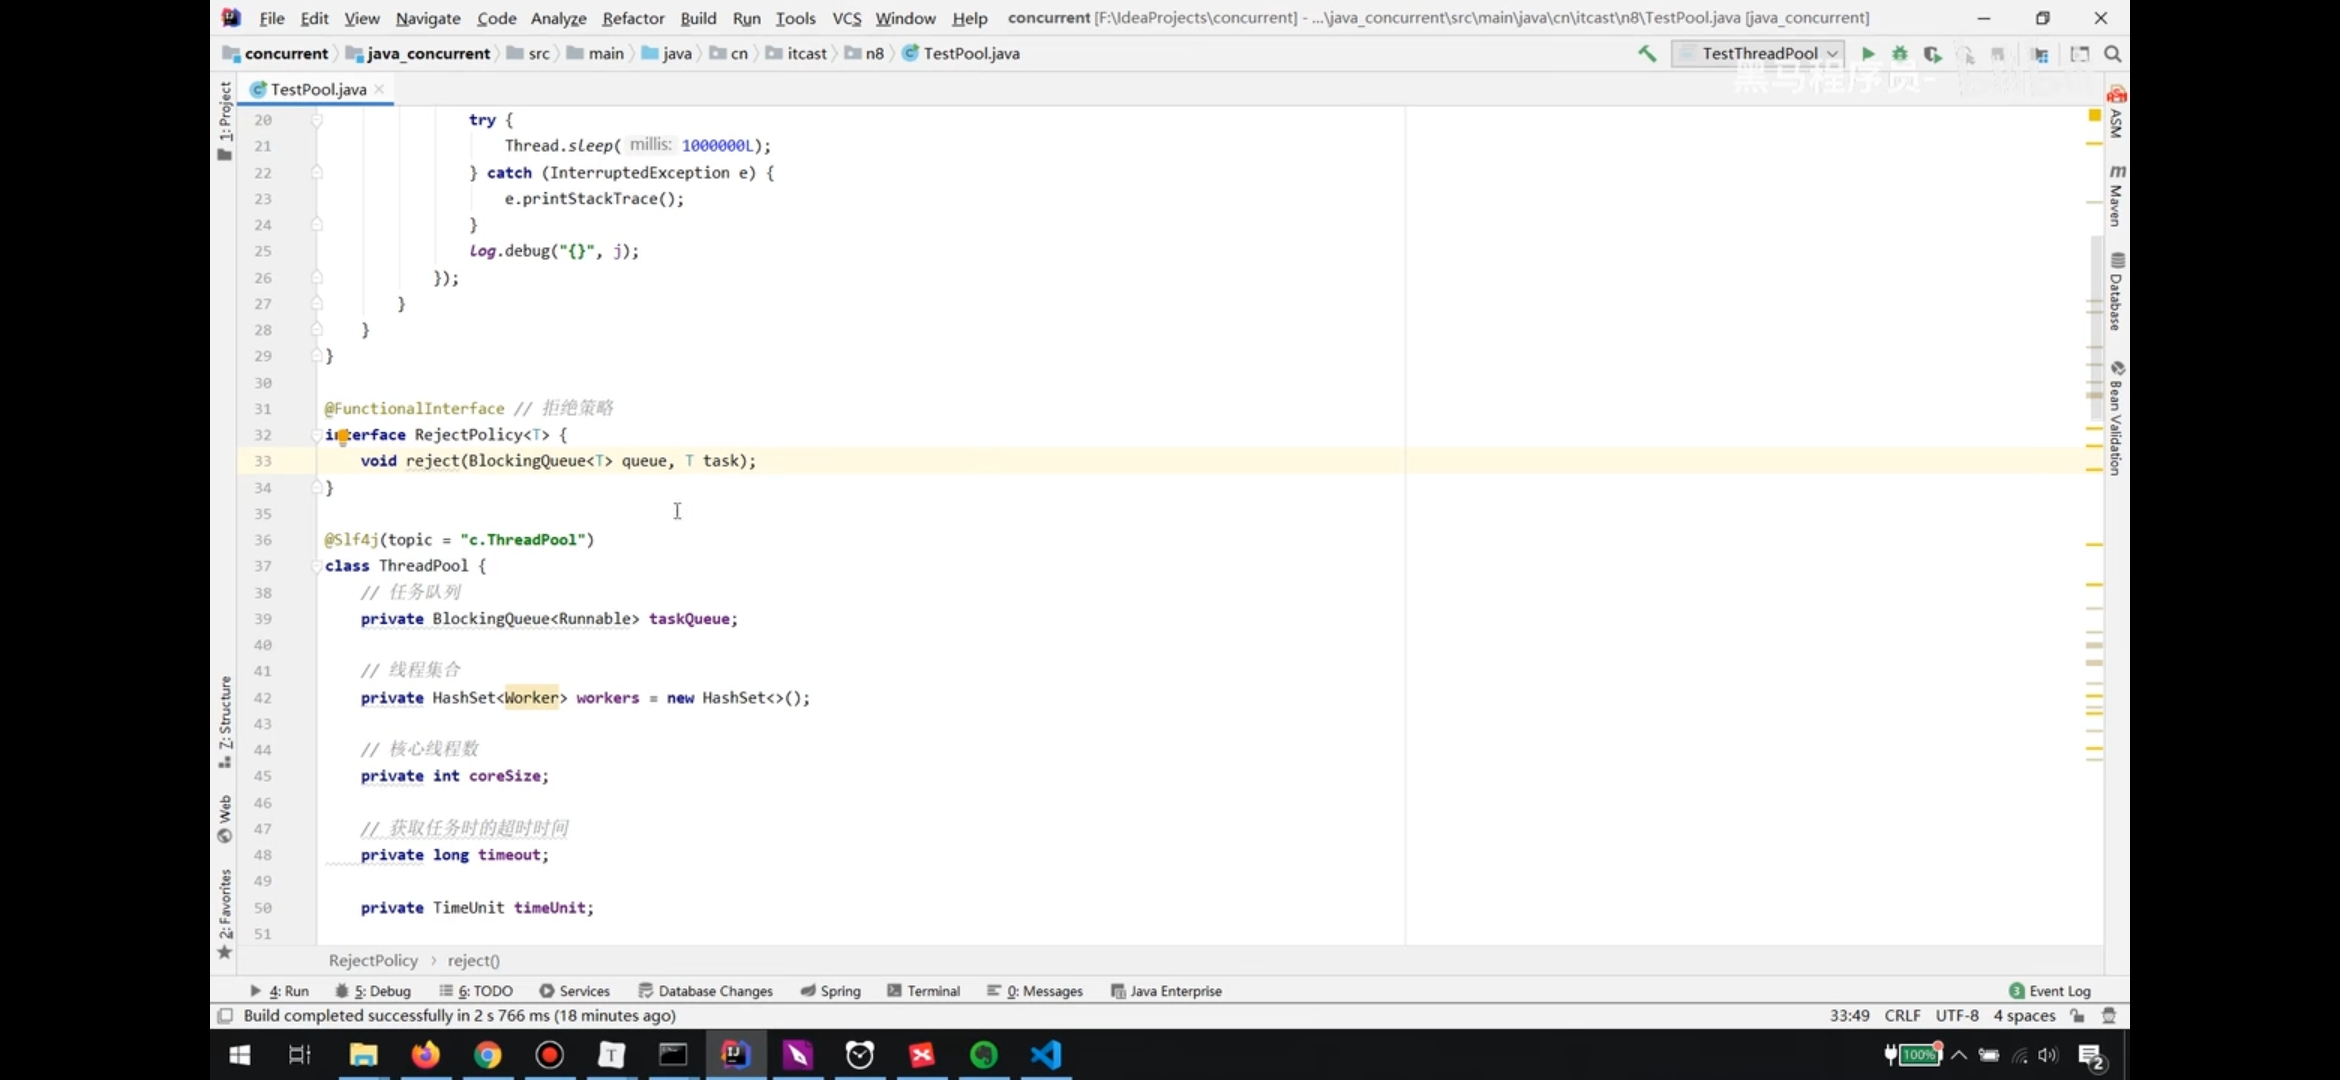 File Edit View Navigate Code Analyze Refactor Build Run Tools VCS Window Help concurrent [F:\IdeaProjects\concurrent] - ...\java_concurrent\src\main\java\cn\itcast\n8\TestPool.java [java_concurrent]
concurrent java_concurrent src main java cn itcast n8 TestPool.java TestThreadPool
黑马程序员-
TestPool.java
1: Project
ASM
Maven
Database
Bean Validation
20 try {
21 Thread.sleep( millis: 1000000L);
22 } catch (InterruptedException e) {
23 e.printStackTrace();
24 }
25 log.debug("{}", j);
26 });
27 }
28 }
29 }
30
31 @FunctionalInterface // 拒绝策略
32 interface RejectPolicy<T> {
33 void reject(BlockingQueue<T> queue, T task);
34 }
35
36 @Slf4j(topic = "c.ThreadPool")
37 class ThreadPool {
38 // 任务队列
39 private BlockingQueue<Runnable> taskQueue;
40
41 // 线程集合
42 private HashSet<Worker> workers = new HashSet<>();
43
44 // 核心线程数
45 private int coreSize;
46
47 // 获取任务时的超时时间
48 private long timeout;
49
50 private TimeUnit timeUnit;
51
Z: Structure
Web
2: Favorites
RejectPolicy › reject()
4: Run 5: Debug 6: TODO Services Database Changes Spring Terminal 0: Messages Java Enterprise 3 Event Log
Build completed successfully in 2 s 766 ms (18 minutes ago) 33:49 CRLF UTF-8 4 spaces
T IJ 100% 2